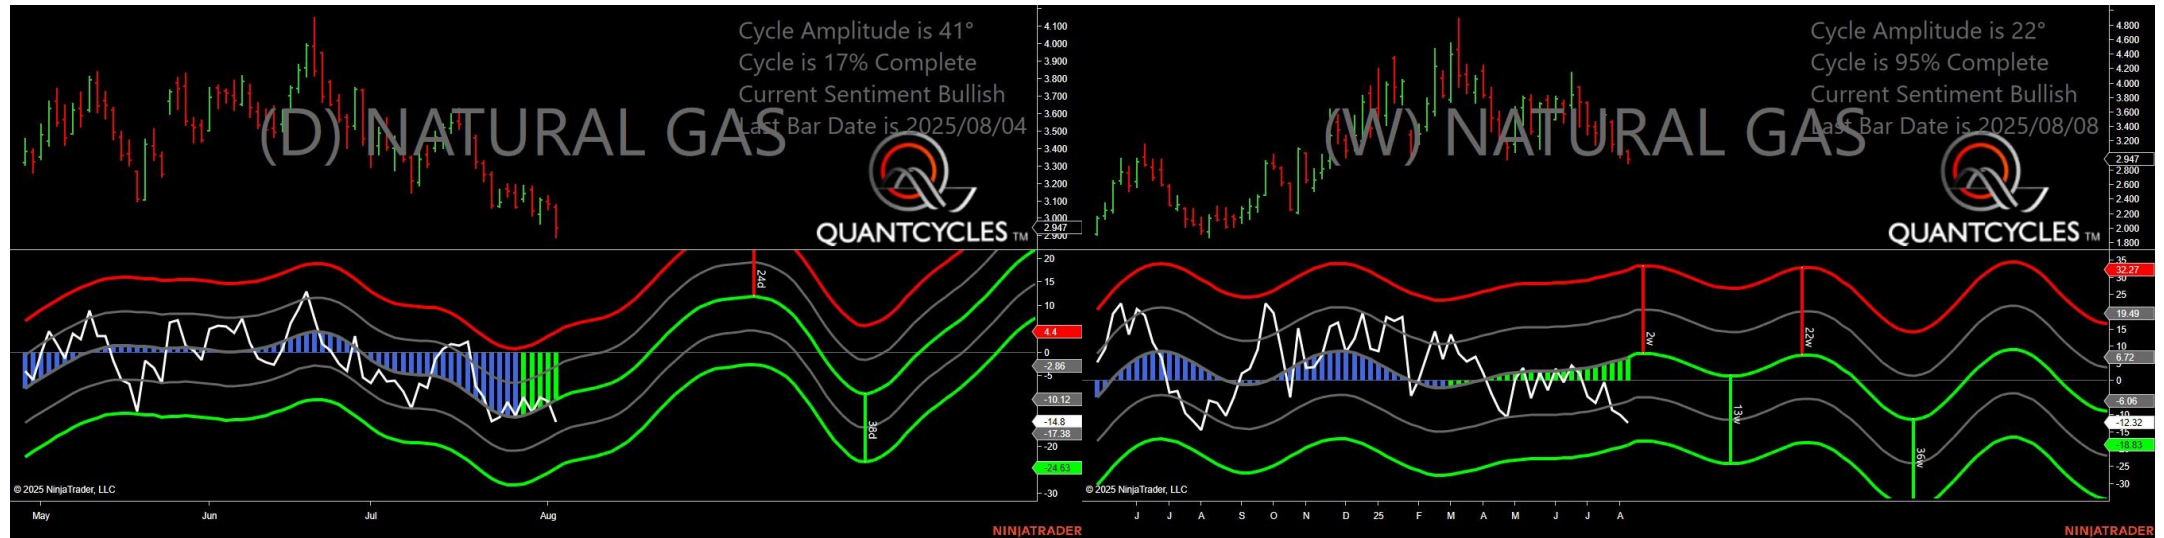 Cycle Amplitude is 41°
Cycle is 17% Complete
Current Sentiment Bullish
Last Bar Date is 2025/08/04
(D) NATURAL GAS
QUANTCYCLES TM
4.100
4.000
3.900
3.800
3.700
3.600
3.500
3.400
3.300
3.200
3.100
3.000
2.947
2.900
20
15
10
4.4
0
-2.86
-5
-10.12
-14.8
-17.38
-20
-24.63
-30
24d
38d
© 2025 NinjaTrader, LLC
May Jun Jul Aug
NINJATRADER
Cycle Amplitude is 22°
Cycle is 95% Complete
Current Sentiment Bullish
Last Bar Date is 2025/08/08
(W) NATURAL GAS
QUANTCYCLES TM
4.800
4.600
4.400
4.200
4.000
3.800
3.600
3.400
3.200
2.947
2.800
2.600
2.400
2.200
2.000
1.800
35
32.27
25
19.49
15
10
6.72
5
0
-6.06
-10
-12.32
-15
-18.83
-25
-30
2w
13w
22w
36w
© 2025 NinjaTrader, LLC
J J A S O N D 25 F M A M J J A
NINJATRADER